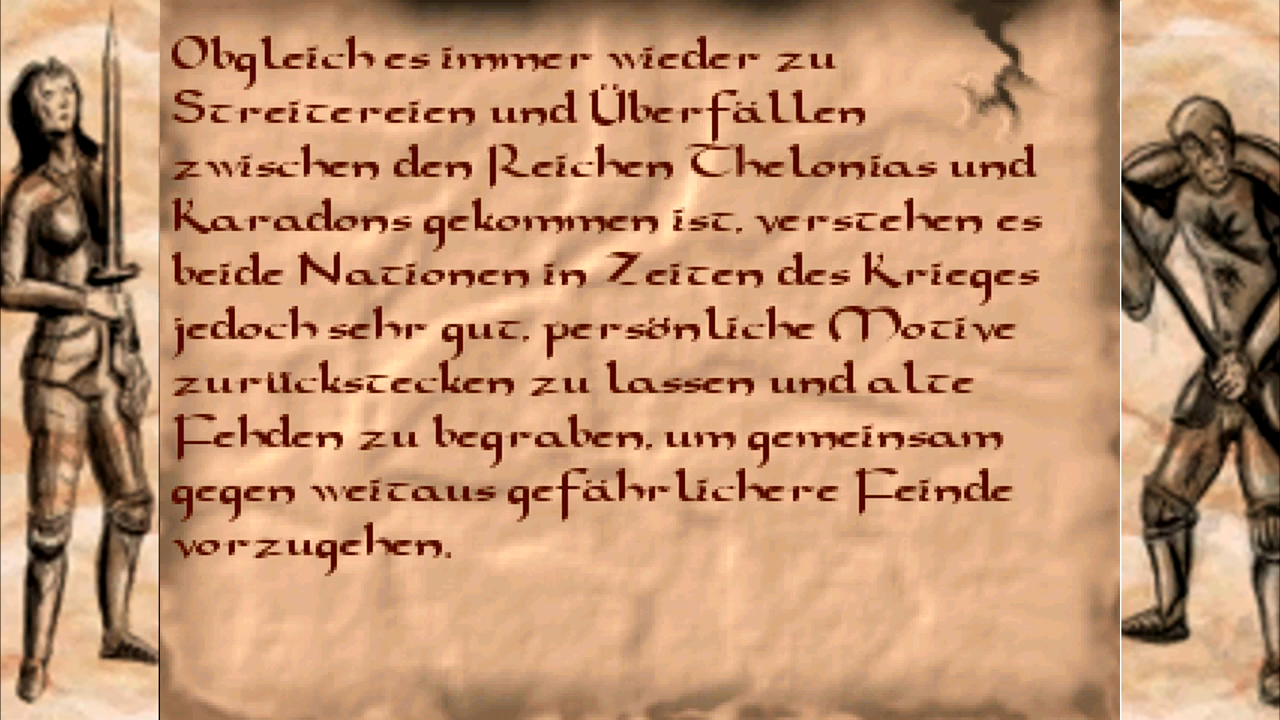 Obgleich es immer wieder zu
Streitereien und Überfällen
zwischen den Reichen Thelonias und
Karadons gekommen ist, verstehen es
beide Nationen in Zeiten des Krieges
jedoch sehr gut, persönliche Motive
zurückstecken zu lassen und alte
Fehden zu begraben, um gemeinsam
gegen weitaus gefährlichere Feinde
vorzugehen.